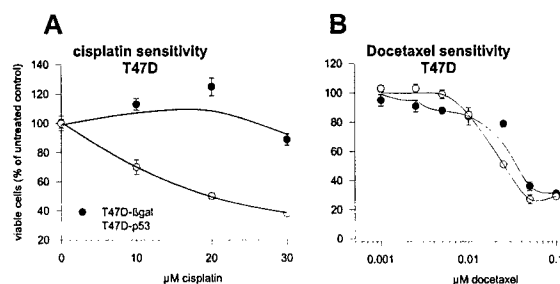 A
cisplatin sensitivity
T47D
viable cells (% of untreated control)
140
120
100
80
60
40
20
T47D-ßgal
T47D-p53
0 10 20 30
µM cisplatin
B
Docetaxel sensitivity
T47D
120
100
80
60
40
20
0
0.001 0.01 0.1
µM docetaxel